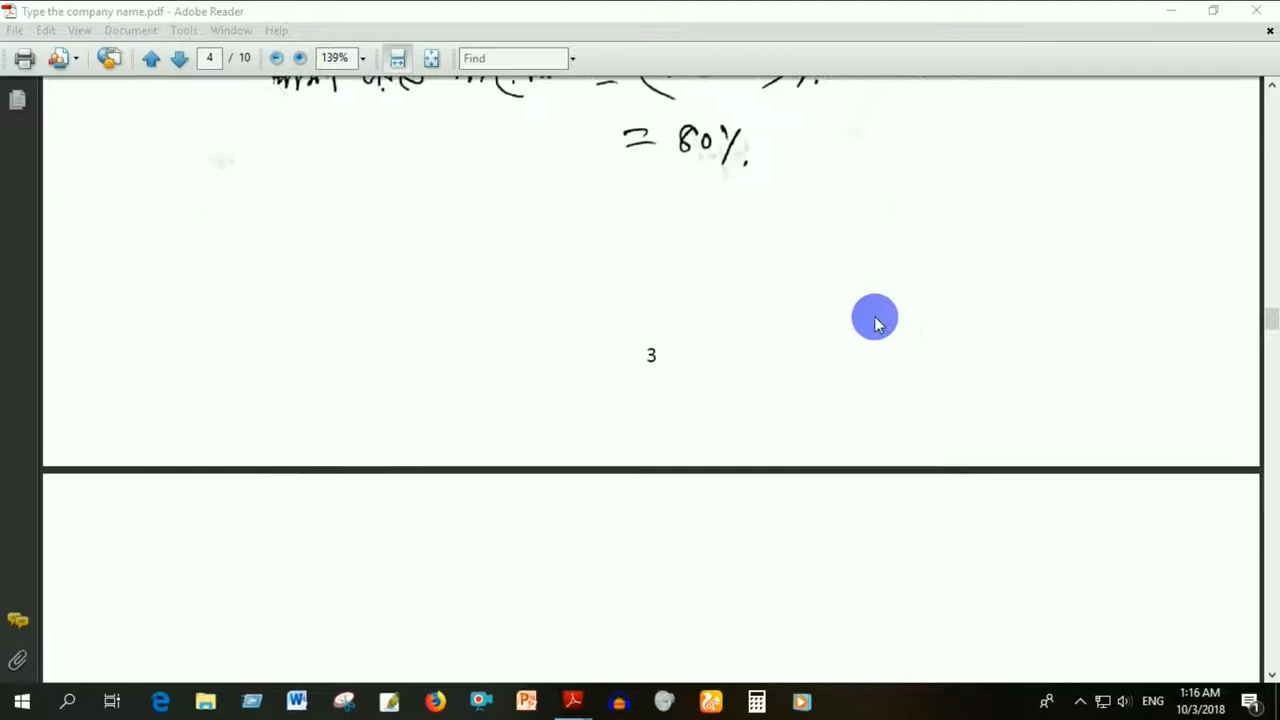 Type the company name.pdf - Adobe Reader
File Edit View Document Tools Window Help
4 / 10 139% Find
= 80%.
3
ENG
1:16 AM
10/3/2018